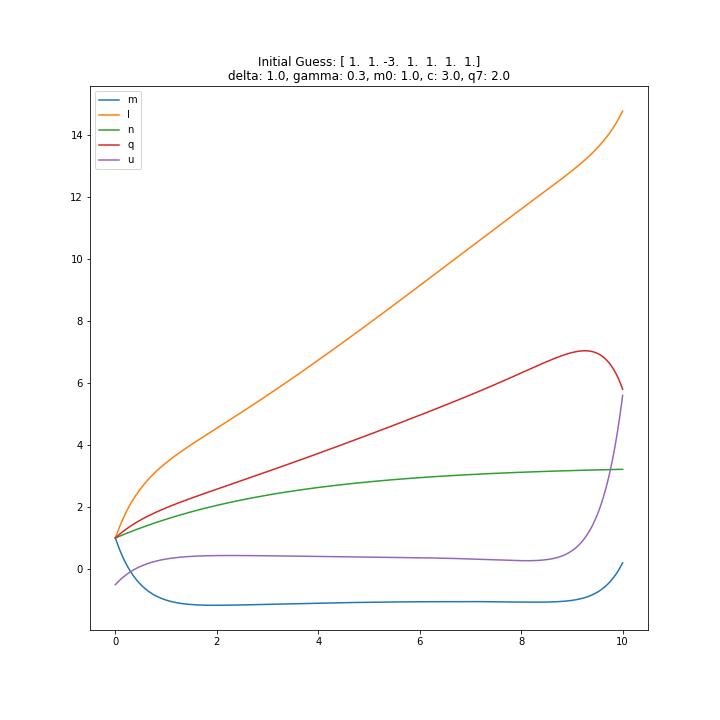 Initial Guess: [ 1.  1. -3.  1.  1.  1.  1.]
delta: 1.0, gamma: 0.3, m0: 1.0, c: 3.0, q7: 2.0
m
l
n
q
u
14
12
10
8
6
4
2
0
0 2 4 6 8 10